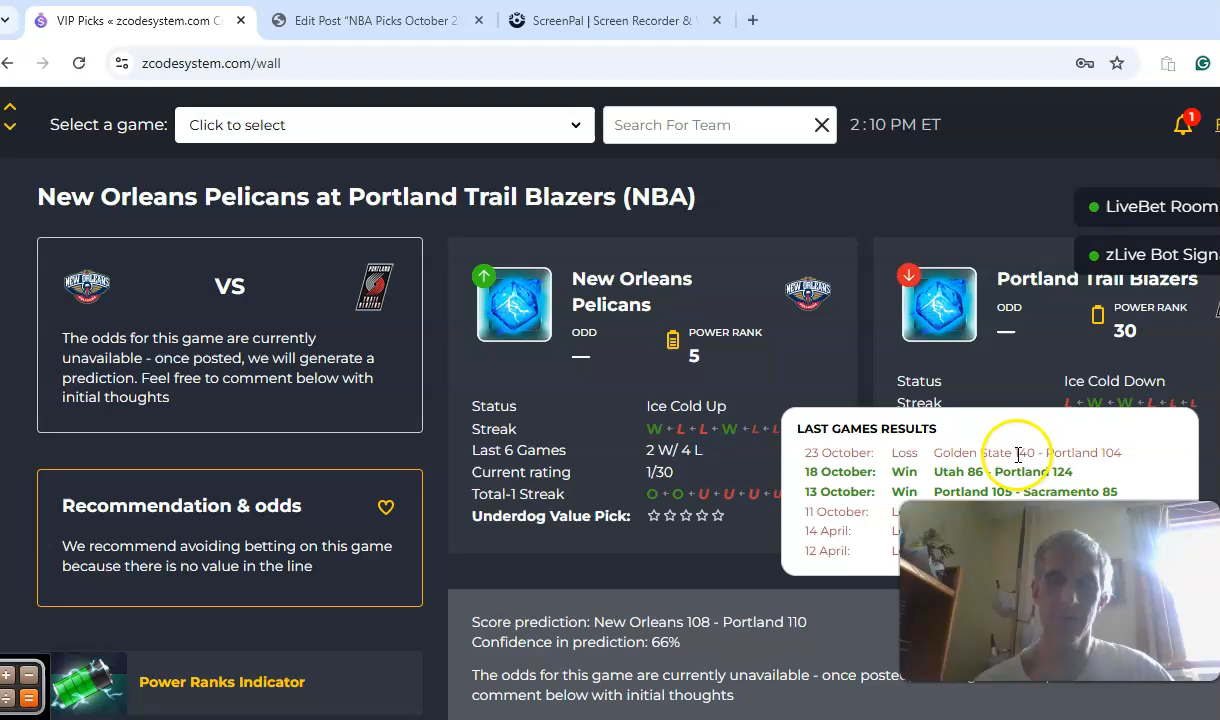 VIP Picks « zcodesystem.com C
Edit Post “NBA Picks October 2
ScreenPal | Screen Recorder &
zcodesystem.com/wall
Select a game:
Click to select
Search For Team
2:10 PM ET
1
New Orleans Pelicans at Portland Trail Blazers (NBA)
LiveBet Room
zLive Bot Signa
NEW ORLEANS
VS
PORTLAND
The odds for this game are currently
unavailable - once posted, we will generate a
prediction. Feel free to comment below with
initial thoughts
New Orleans
Pelicans
NEW ORLEANS
ODD
—
POWER RANK
5
Status
Ice Cold Up
Streak
W L L W L L
Last 6 Games
2 W/ 4 L
Current rating
1/30
Total-1 Streak
O O U U U U
Underdog Value Pick:
Portland Trail Blazers
ODD
—
POWER RANK
30
Status
Ice Cold Down
Streak
L W W L L L
LAST GAMES RESULTS
23 October: Loss Golden State 140 - Portland 104
18 October: Win Utah 86 - Portland 124
13 October: Win Portland 105 - Sacramento 85
11 October: L
14 April: L
12 April: L
Recommendation & odds
We recommend avoiding betting on this game
because there is no value in the line
Score prediction: New Orleans 108 - Portland 110
Confidence in prediction: 66%
The odds for this game are currently unavailable - once poste
comment below with initial thoughts
Power Ranks Indicator